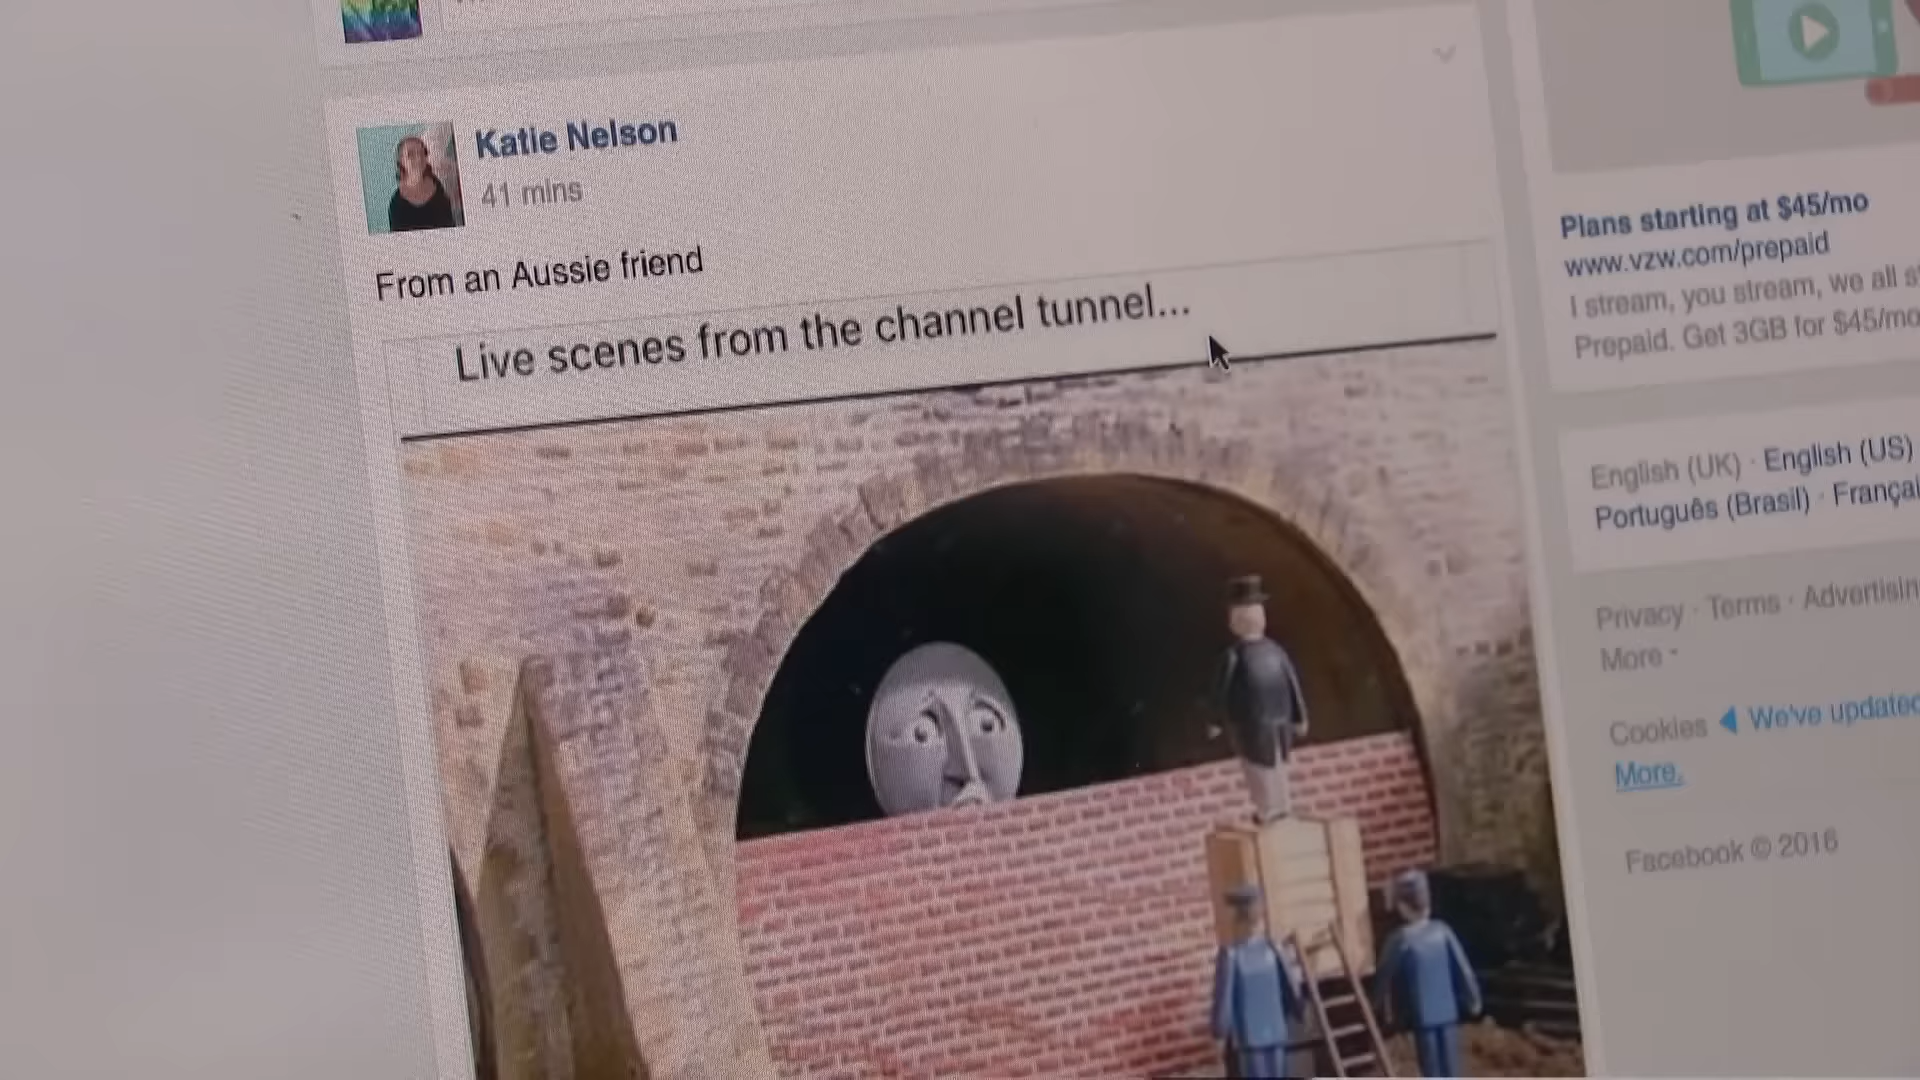 Katie Nelson
41 mins
From an Aussie friend
Live scenes from the channel tunnel...
Plans starting at $45/mo
www.vzw.com/prepaid
I stream, you stream, we all s
Prepaid. Get 3GB for $45/mo
English (UK) · English (US)
Português (Brasil) · Françai
Privacy · Terms · Advertisin
More
Cookies We've updated
More.
Facebook © 2016